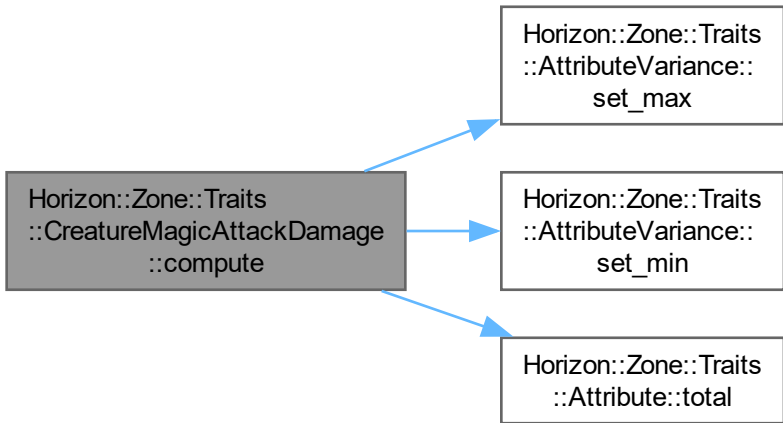 Horizon::Zone::Traits
::CreatureMagicAttackDamage
::compute
Horizon::Zone::Traits
::AttributeVariance::
set_max
Horizon::Zone::Traits
::AttributeVariance::
set_min
Horizon::Zone::Traits
::Attribute::total